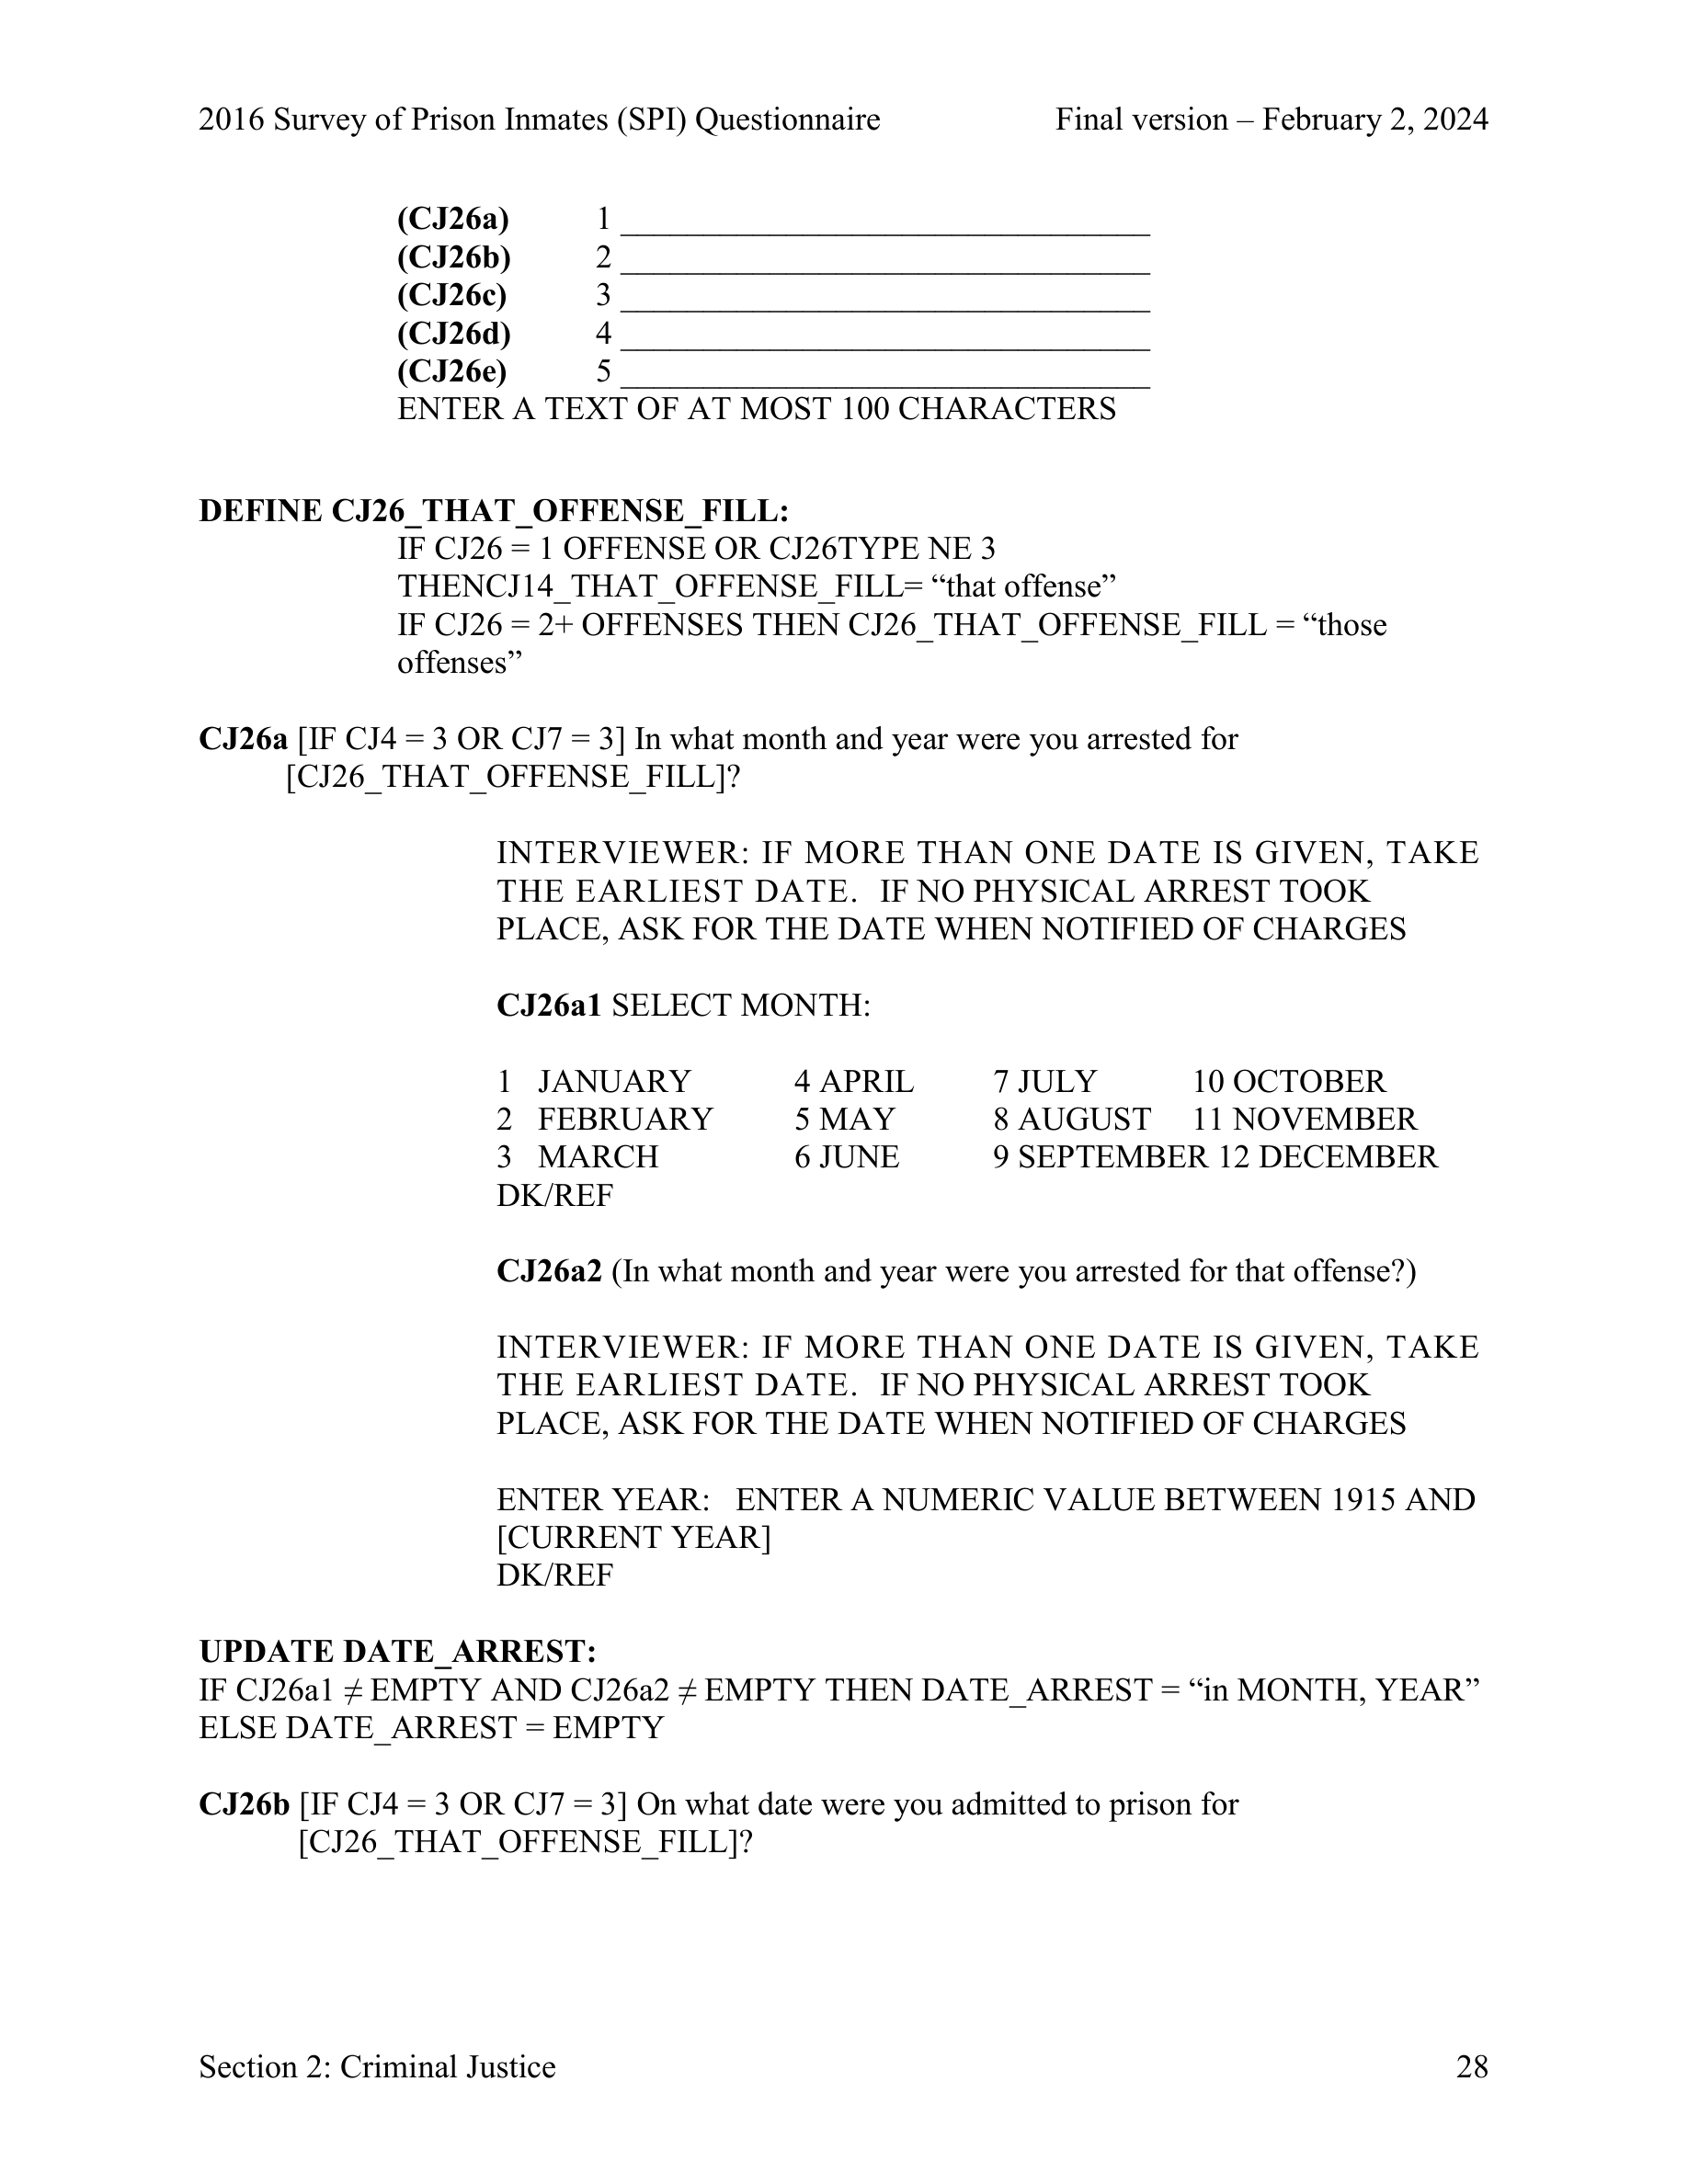 2016 Survey of Prison Inmates (SPI) Questionnaire Final version – February 2, 2024
(CJ26a) 1 ________________________________
(CJ26b) 2 ________________________________
(CJ26c) 3 ________________________________
(CJ26d) 4 ________________________________
(CJ26e) 5 ________________________________
ENTER A TEXT OF AT MOST 100 CHARACTERS
DEFINE CJ26_THAT_OFFENSE_FILL:
IF CJ26 = 1 OFFENSE OR CJ26TYPE NE 3
THENCJ14_THAT_OFFENSE_FILL= “that offense”
IF CJ26 = 2+ OFFENSES THEN CJ26_THAT_OFFENSE_FILL = “those
offenses”
CJ26a [IF CJ4 = 3 OR CJ7 = 3] In what month and year were you arrested for
[CJ26_THAT_OFFENSE_FILL]?
INTERVIEWER: IF MORE THAN ONE DATE IS GIVEN, TAKE
THE EARLIEST DATE. IF NO PHYSICAL ARREST TOOK
PLACE, ASK FOR THE DATE WHEN NOTIFIED OF CHARGES
CJ26a1 SELECT MONTH:
1 JANUARY 4 APRIL 7 JULY 10 OCTOBER
2 FEBRUARY 5 MAY 8 AUGUST 11 NOVEMBER
3 MARCH 6 JUNE 9 SEPTEMBER 12 DECEMBER
DK/REF
CJ26a2 (In what month and year were you arrested for that offense?)
INTERVIEWER: IF MORE THAN ONE DATE IS GIVEN, TAKE
THE EARLIEST DATE. IF NO PHYSICAL ARREST TOOK
PLACE, ASK FOR THE DATE WHEN NOTIFIED OF CHARGES
ENTER YEAR: ENTER A NUMERIC VALUE BETWEEN 1915 AND
[CURRENT YEAR]
DK/REF
UPDATE DATE_ARREST:
IF CJ26a1 ≠ EMPTY AND CJ26a2 ≠ EMPTY THEN DATE_ARREST = “in MONTH, YEAR”
ELSE DATE_ARREST = EMPTY
CJ26b [IF CJ4 = 3 OR CJ7 = 3] On what date were you admitted to prison for
[CJ26_THAT_OFFENSE_FILL]?
Section 2: Criminal Justice 28